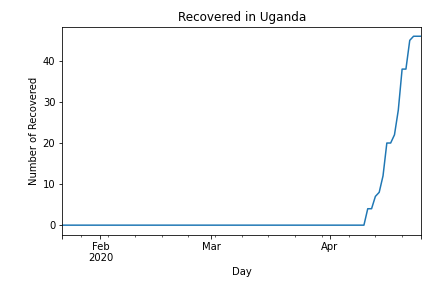 Recovered in Uganda
Number of Recovered
40
30
20
10
0
Feb
2020
Mar
Apr
Day